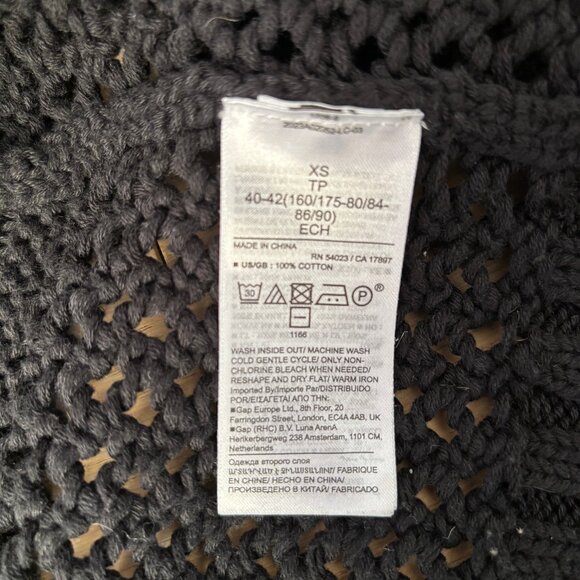 XS
TP
40-42(160/175-80/84-
86/90)
ECH
MADE IN CHINA
RN 54023 / CA 17897
■ US/GB : 100% COTTON
30 P ®
1166
WASH INSIDE OUT/ MACHINE WASH
COLD GENTLE CYCLE/ ONLY NON-
CHLORINE BLEACH WHEN NEEDED/
RESHAPE AND DRY FLAT/ WARM IRON
Imported By/Importe Par/DISTRIBUIDO
POR/ΕΙΣΑΓΕΤΑΙ ΑΠΟ ΤΗΝ:
■Gap Europe Ltd., 8th Floor, 20
Farringdon Street, London, EC4A 4AB, UK
■Gap (RHC) B.V. Luna ArenA
Herikerbergweg 238 Amsterdam, 1101 CM,
Netherlands
Одежда второго слоя
ԱՐՏԱԴՐՎԱԾ Է ՉԻՆԱՍՏԱՆՈՒՄ/ FABRIQUE
EN CHINE/ HECHO EN CHINA/
ПРОИЗВЕДЕНО В КИТАЙ/ FABRICADO